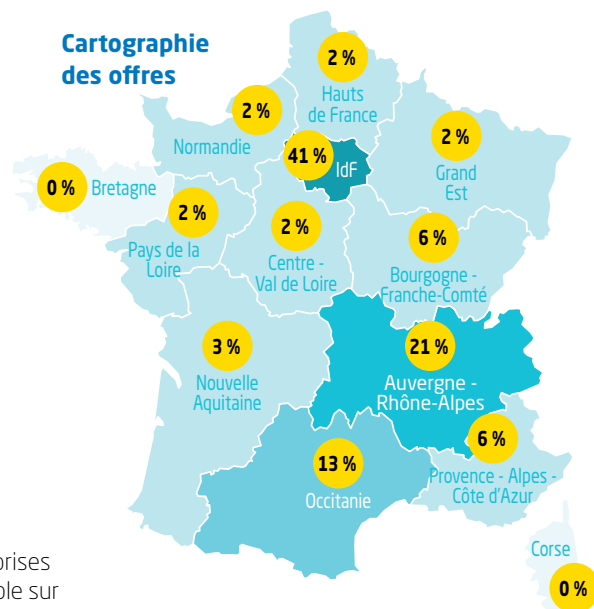 Cartographie
des offres
2 %
Hauts
de France
2 %
Normandie
41 %
IdF
2 %
Grand
Est
0 %
Bretagne
2 %
Pays de la
Loire
2 %
Centre -
Val de Loire
6 %
Bourgogne -
Franche-Comté
3 %
Nouvelle
Aquitaine
21 %
Auvergne -
Rhône-Alpes
13 %
Occitanie
6 %
Provence - Alpes -
Côte d'Azur
Corse
0 %
sur